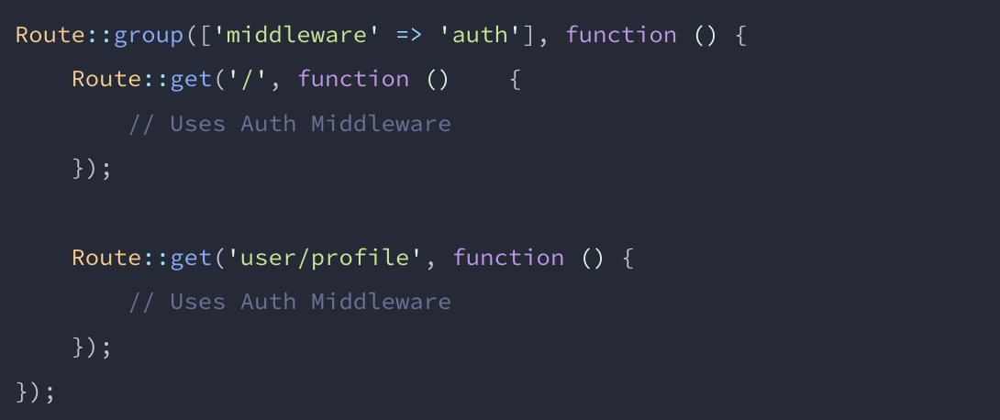 Route::group(['middleware' => 'auth'], function () {
    Route::get('/', function ()    {
        // Uses Auth Middleware
    });

    Route::get('user/profile', function () {
        // Uses Auth Middleware
    });
});